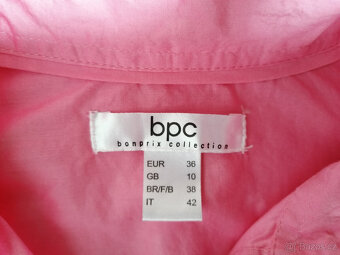 bpc
bonprix collection
EUR 36
GB 10
BR/F/B 38
IT 42